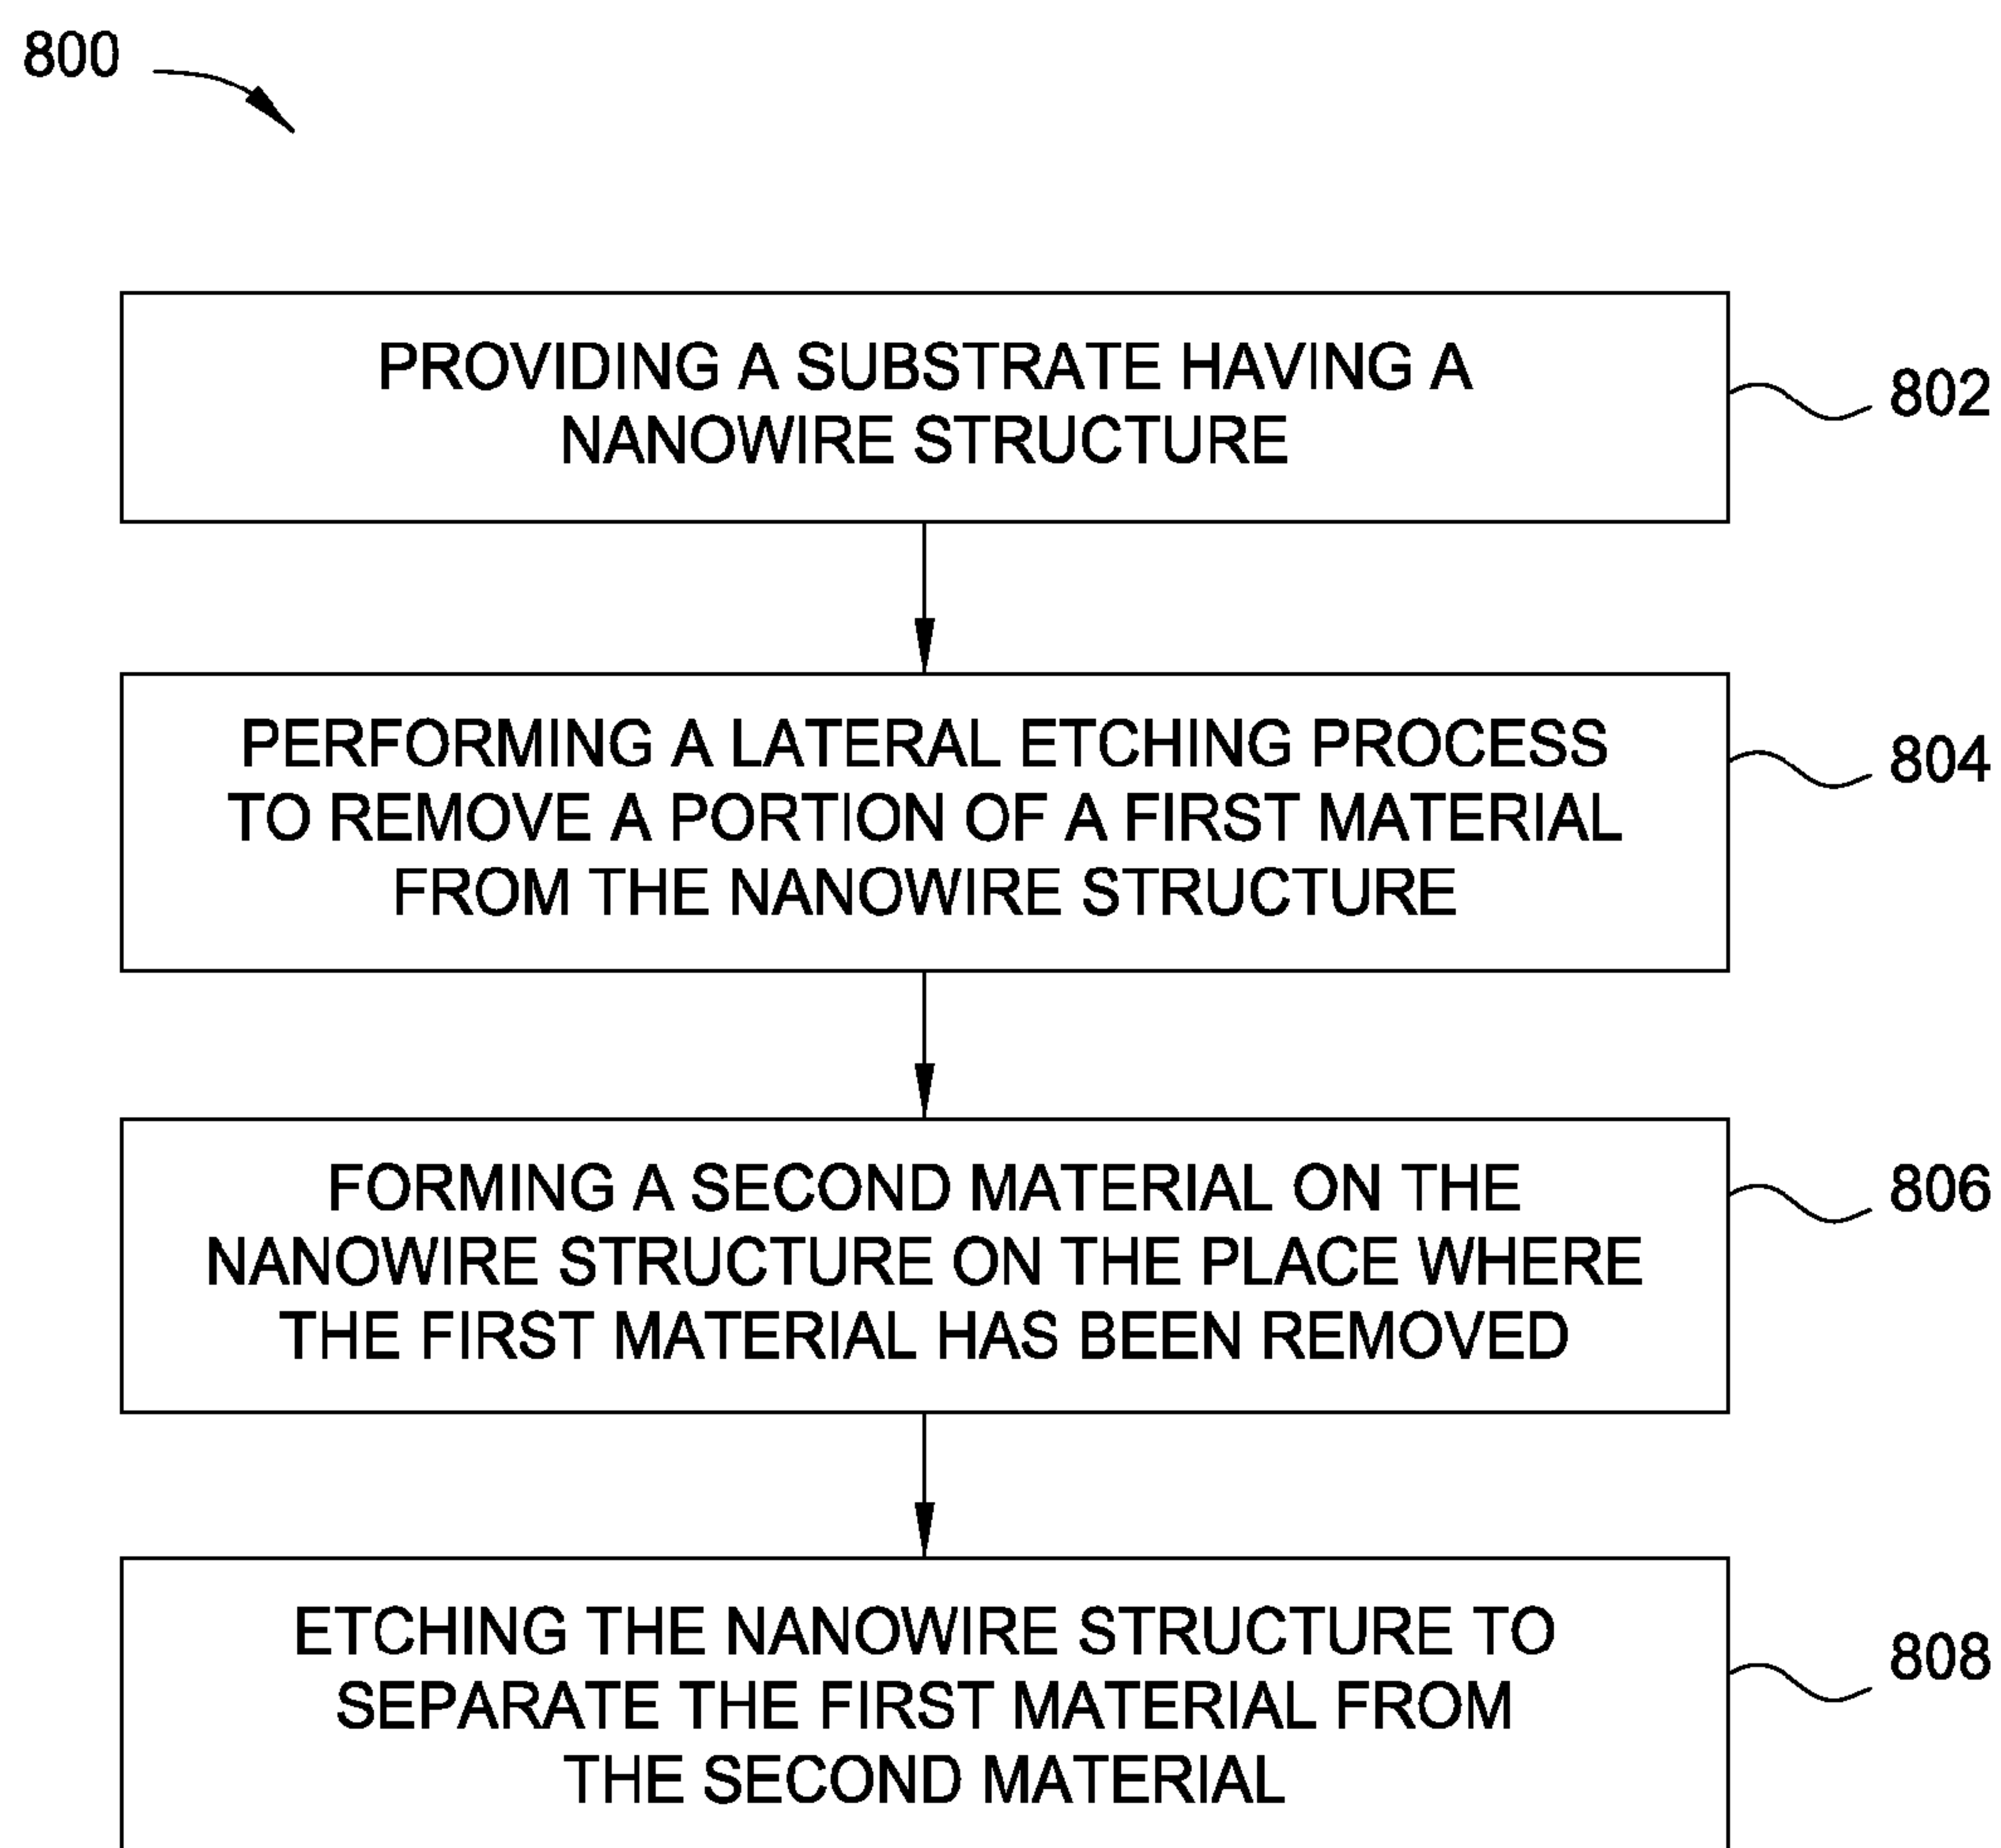 800
PROVIDING A SUBSTRATE HAVING A
NANOWIRE STRUCTURE
802
PERFORMING A LATERAL ETCHING PROCESS
TO REMOVE A PORTION OF A FIRST MATERIAL
FROM THE NANOWIRE STRUCTURE
804
FORMING A SECOND MATERIAL ON THE
NANOWIRE STRUCTURE ON THE PLACE WHERE
THE FIRST MATERIAL HAS BEEN REMOVED
806
ETCHING THE NANOWIRE STRUCTURE TO
SEPARATE THE FIRST MATERIAL FROM
THE SECOND MATERIAL
808